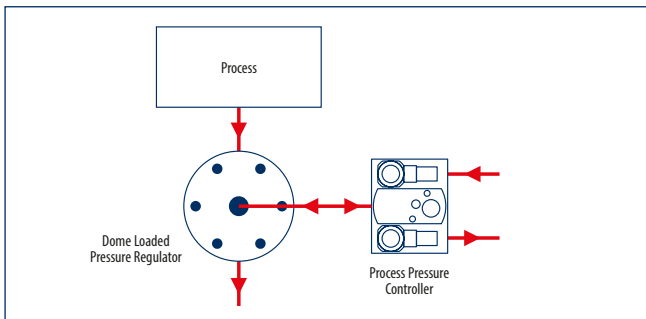 Process
Dome Loaded
Pressure Regulator
Process Pressure
Controller